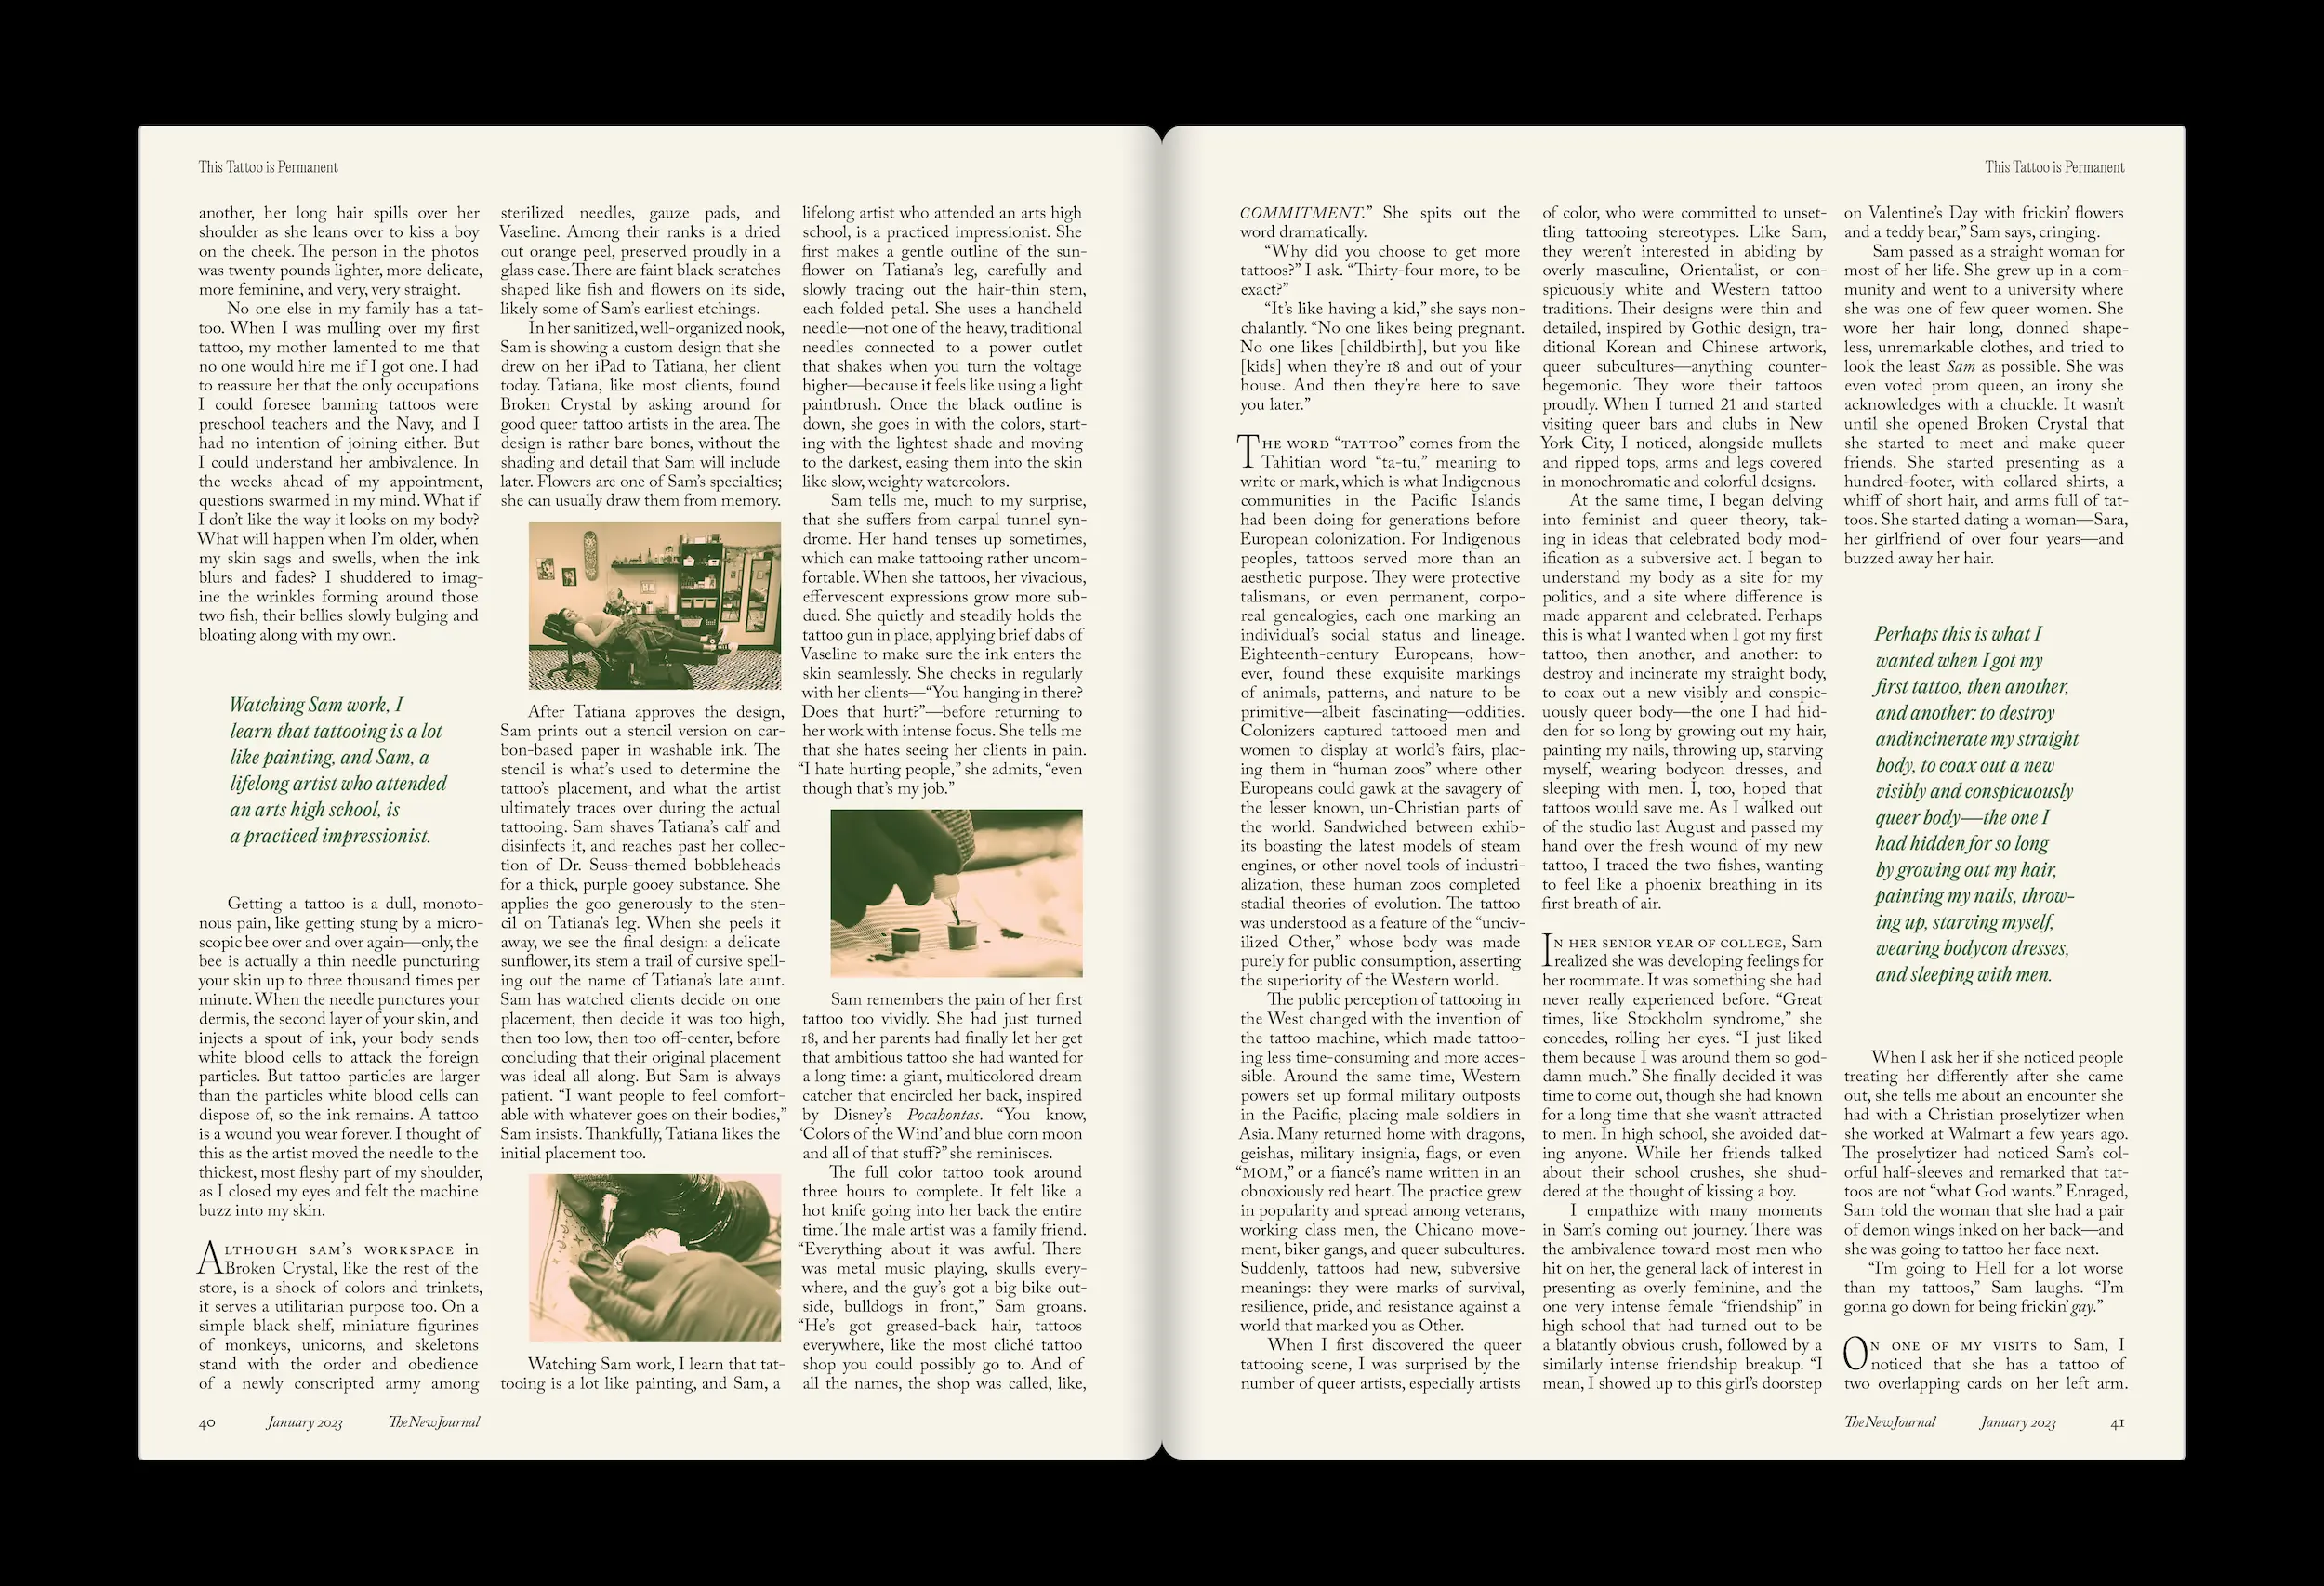 This Tattoo is Permanent
another, her long hair spills over her
shoulder as she leans over to kiss a boy
on the cheek. The person in the photos
was twenty pounds lighter, more delicate,
more feminine, and very, very straight.
No one else in my family has a tat-
too. When I was mulling over my first
tattoo, my mother lamented to me that
no one would hire me if I got one. I had
to reassure her that the only occupations
I could foresee banning tattoos were
preschool teachers and the Navy, and I
had no intention of joining either. But
I could understand her ambivalence. In
the weeks ahead of my appointment,
questions swarmed in my mind. What if
I don’t like the way it looks on my body?
What will happen when I’m older, when
my skin sags and swells, when the ink
blurs and fades? I shuddered to imag-
ine the wrinkles forming around those
two fish, their bellies slowly bulging and
bloating along with my own.
Watching Sam work, I
learn that tattooing is a lot
like painting, and Sam, a
lifelong artist who attended
an arts high school, is
a practiced impressionist.
Getting a tattoo is a dull, monoto-
nous pain, like getting stung by a micro-
scopic bee over and over again—only, the
bee is actually a thin needle puncturing
your skin up to three thousand times per
minute. When the needle punctures your
dermis, the second layer of your skin, and
injects a spout of ink, your body sends
white blood cells to attack the foreign
particles. But tattoo particles are larger
than the particles white blood cells can
dispose of, so the ink remains. A tattoo
is a wound you wear forever. I thought of
this as the artist moved the needle to the
thickest, most fleshy part of my shoulder,
as I closed my eyes and felt the machine
buzz into my skin.
ALTHOUGH SAM’S WORKSPACE in
Broken Crystal, like the rest of the
store, is a shock of colors and trinkets,
it serves a utilitarian purpose too. On a
simple black shelf, miniature figurines
of monkeys, unicorns, and skeletons
stand with the order and obedience
of a newly conscripted army among
sterilized needles, gauze pads, and
Vaseline. Among their ranks is a dried
out orange peel, preserved proudly in a
glass case. There are faint black scratches
shaped like fish and flowers on its side,
likely some of Sam’s earliest etchings.
In her sanitized, well-organized nook,
Sam is showing a custom design that she
drew on her iPad to Tatiana, her client
today. Tatiana, like most clients, found
Broken Crystal by asking around for
good queer tattoo artists in the area. The
design is rather bare bones, without the
shading and detail that Sam will include
later. Flowers are one of Sam’s specialties;
she can usually draw them from memory.
After Tatiana approves the design,
Sam prints out a stencil version on car-
bon-based paper in washable ink. The
stencil is what’s used to determine the
tattoo’s placement, and what the artist
ultimately traces over during the actual
tattooing. Sam shaves Tatiana’s calf and
disinfects it, and reaches past her collec-
tion of Dr. Seuss-themed bobbleheads
for a thick, purple gooey substance. She
applies the goo generously to the sten-
cil on Tatiana’s leg. When she peels it
away, we see the final design: a delicate
sunflower, its stem a trail of cursive spell-
ing out the name of Tatiana’s late aunt.
Sam has watched clients decide on one
placement, then decide it was too high,
then too low, then too off-center, before
concluding that their original placement
was ideal all along. But Sam is always
patient. “I want people to feel comfort-
able with whatever goes on their bodies,”
Sam insists. Thankfully, Tatiana likes the
initial placement too.
Watching Sam work, I learn that tat-
tooing is a lot like painting, and Sam, a
lifelong artist who attended an arts high
school, is a practiced impressionist. She
first makes a gentle outline of the sun-
flower on Tatiana’s leg, carefully and
slowly tracing out the hair-thin stem,
each folded petal. She uses a handheld
needle—not one of the heavy, traditional
needles connected to a power outlet
that shakes when you turn the voltage
higher—because it feels like using a light
paintbrush. Once the black outline is
down, she goes in with the colors, start-
ing with the lightest shade and moving
to the darkest, easing them into the skin
like slow, weighty watercolors.
Sam tells me, much to my surprise,
that she suffers from carpal tunnel syn-
drome. Her hand tenses up sometimes,
which can make tattooing rather uncom-
fortable. When she tattoos, her vivacious,
effervescent expressions grow more sub-
dued. She quietly and steadily holds the
tattoo gun in place, applying brief dabs of
Vaseline to make sure the ink enters the
skin seamlessly. She checks in regularly
with her clients—“You hanging in there?
Does that hurt?”—before returning to
her work with intense focus. She tells me
that she hates seeing her clients in pain.
“I hate hurting people,” she admits, “even
though that’s my job.”
Sam remembers the pain of her first
tattoo too vividly. She had just turned
18, and her parents had finally let her get
that ambitious tattoo she had wanted for
a long time: a giant, multicolored dream
catcher that encircled her back, inspired
by Disney’s Pocahontas. “You know,
‘Colors of the Wind’ and blue corn moon
and all of that stuff?” she reminisces.
The full color tattoo took around
three hours to complete. It felt like a
hot knife going into her back the entire
time. The male artist was a family friend.
“Everything about it was awful. There
was metal music playing, skulls every-
where, and the guy’s got a big bike out-
side, bulldogs in front,” Sam groans.
“He’s got greased-back hair, tattoos
everywhere, like the most cliché tattoo
shop you could possibly go to. And of
all the names, the shop was called, like,
40 January 2023 The New Journal
This Tattoo is Permanent
COMMITMENT.” She spits out the
word dramatically.
“Why did you choose to get more
tattoos?” I ask. “Thirty-four more, to be
exact?”
“It’s like having a kid,” she says non-
chalantly. “No one likes being pregnant.
No one likes [childbirth], but you like
[kids] when they’re 18 and out of your
house. And then they’re here to save
you later.”
THE WORD “TATTOO” comes from the
Tahitian word “ta-tu,” meaning to
write or mark, which is what Indigenous
communities in the Pacific Islands
had been doing for generations before
European colonization. For Indigenous
peoples, tattoos served more than an
aesthetic purpose. They were protective
talismans, or even permanent, corpo-
real genealogies, each one marking an
individual’s social status and lineage.
Eighteenth-century Europeans, how-
ever, found these exquisite markings
of animals, patterns, and nature to be
primitive—albeit fascinating—oddities.
Colonizers captured tattooed men and
women to display at world’s fairs, plac-
ing them in “human zoos” where other
Europeans could gawk at the savagery of
the lesser known, un-Christian parts of
the world. Sandwiched between exhib-
its boasting the latest models of steam
engines, or other novel tools of industri-
alization, these human zoos completed
stadial theories of evolution. The tattoo
was understood as a feature of the “unciv-
ilized Other,” whose body was made
purely for public consumption, asserting
the superiority of the Western world.
The public perception of tattooing in
the West changed with the invention of
the tattoo machine, which made tattoo-
ing less time-consuming and more acces-
sible. Around the same time, Western
powers set up formal military outposts
in the Pacific, placing male soldiers in
Asia. Many returned home with dragons,
geishas, military insignia, flags, or even
“MOM,” or a fiancé’s name written in an
obnoxiously red heart. The practice grew
in popularity and spread among veterans,
working class men, the Chicano move-
ment, biker gangs, and queer subcultures.
Suddenly, tattoos had new, subversive
meanings: they were marks of survival,
resilience, pride, and resistance against a
world that marked you as Other.
When I first discovered the queer
tattooing scene, I was surprised by the
number of queer artists, especially artists
of color, who were committed to unset-
tling tattooing stereotypes. Like Sam,
they weren’t interested in abiding by
overly masculine, Orientalist, or con-
spicuously white and Western tattoo
traditions. Their designs were thin and
detailed, inspired by Gothic design, tra-
ditional Korean and Chinese artwork,
queer subcultures—anything counter-
hegemonic. They wore their tattoos
proudly. When I turned 21 and started
visiting queer bars and clubs in New
York City, I noticed, alongside mullets
and ripped tops, arms and legs covered
in monochromatic and colorful designs.
At the same time, I began delving
into feminist and queer theory, tak-
ing in ideas that celebrated body mod-
ification as a subversive act. I began to
understand my body as a site for my
politics, and a site where difference is
made apparent and celebrated. Perhaps
this is what I wanted when I got my first
tattoo, then another, and another: to
destroy and incinerate my straight body,
to coax out a new visibly and conspic-
uously queer body—the one I had hid-
den for so long by growing out my hair,
painting my nails, throwing up, starving
myself, wearing bodycon dresses, and
sleeping with men. I, too, hoped that
tattoos would save me. As I walked out
of the studio last August and passed my
hand over the fresh wound of my new
tattoo, I traced the two fishes, wanting
to feel like a phoenix breathing in its
first breath of air.
IN HER SENIOR YEAR OF COLLEGE, Sam
realized she was developing feelings for
her roommate. It was something she had
never really experienced before. “Great
times, like Stockholm syndrome,” she
concedes, rolling her eyes. “I just liked
them because I was around them so god-
damn much.” She finally decided it was
time to come out, though she had known
for a long time that she wasn’t attracted
to men. In high school, she avoided dat-
ing anyone. While her friends talked
about their school crushes, she shud-
dered at the thought of kissing a boy.
I empathize with many moments
in Sam’s coming out journey. There was
the ambivalence toward most men who
hit on her, the general lack of interest in
presenting as overly feminine, and the
one very intense female “friendship” in
high school that had turned out to be
a blatantly obvious crush, followed by a
similarly intense friendship breakup. “I
mean, I showed up to this girl’s doorstep
on Valentine’s Day with frickin’ flowers
and a teddy bear,” Sam says, cringing.
Sam passed as a straight woman for
most of her life. She grew up in a com-
munity and went to a university where
she was one of few queer women. She
wore her hair long, donned shape-
less, unremarkable clothes, and tried to
look the least Sam as possible. She was
even voted prom queen, an irony she
acknowledges with a chuckle. It wasn’t
until she opened Broken Crystal that
she started to meet and make queer
friends. She started presenting as a
hundred-footer, with collared shirts, a
whiff of short hair, and arms full of tat-
toos. She started dating a woman—Sara,
her girlfriend of over four years—and
buzzed away her hair.
Perhaps this is what I
wanted when I got my
first tattoo, then another,
and another: to destroy
andincinerate my straight
body, to coax out a new
visibly and conspicuously
queer body—the one I
had hidden for so long
by growing out my hair,
painting my nails, throw-
ing up, starving myself,
wearing bodycon dresses,
and sleeping with men.
When I ask her if she noticed people
treating her differently after she came
out, she tells me about an encounter she
had with a Christian proselytizer when
she worked at Walmart a few years ago.
The proselytizer had noticed Sam’s col-
orful half-sleeves and remarked that tat-
toos are not “what God wants.” Enraged,
Sam told the woman that she had a pair
of demon wings inked on her back—and
she was going to tattoo her face next.
“I’m going to Hell for a lot worse
than my tattoos,” Sam laughs. “I’m
gonna go down for being frickin’ gay.”
ON ONE OF MY VISITS to Sam, I
noticed that she has a tattoo of
two overlapping cards on her left arm.
The New Journal January 2023 41